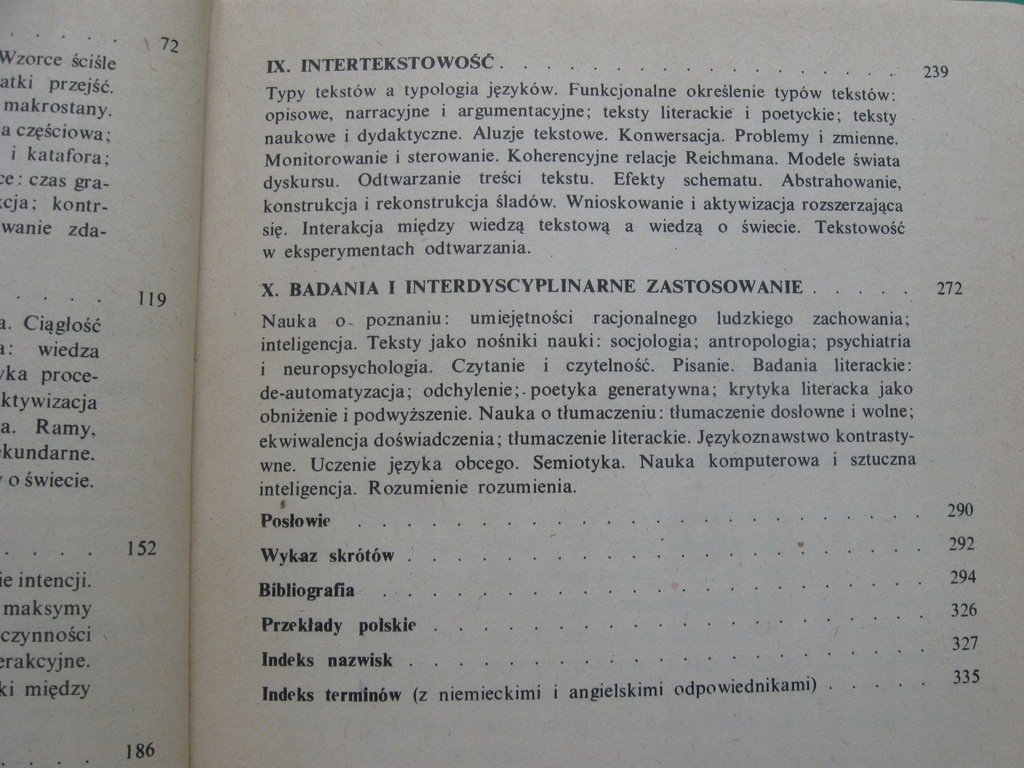 72
Wzorce ściśle
atki przejść.
makrostany.
a częściowa;
i katafora;
ce: czas gra-
cja; kontr-
wanie zda-
119
a. Ciągłość
a: wiedza
yka proce-
ktywizacja
a. Ramy,
kundarne.
o świecie.
152
ie intencji.
maksymy
czynności
erakcyjne.
ki między
186
IX. INTERTEKSTOWOŚĆ . . . . . . . . . . . . . . . . . 239
Typy tekstów a typologia języków. Funkcjonalne określenie typów tekstów:
opisowe, narracyjne i argumentacyjne; teksty literackie i poetyckie; teksty
naukowe i dydaktyczne. Aluzje tekstowe. Konwersacja. Problemy i zmienne.
Monitorowanie i sterowanie. Koherencyjne relacje Reichmana. Modele świata
dyskursu. Odtwarzanie treści tekstu. Efekty schematu. Abstrahowanie,
konstrukcja i rekonstrukcja śladów. Wnioskowanie i aktywizacja rozszerzająca
się. Interakcja między wiedzą tekstową a wiedzą o świecie. Tekstowość
w eksperymentach odtwarzania.
X. BADANIA I INTERDYSCYPLINARNE ZASTOSOWANIE . . . . . 272
Nauka o poznaniu: umiejętności racjonalnego ludzkiego zachowania;
inteligencja. Teksty jako nośniki nauki: socjologia; antropologia; psychiatria
i neuropsychologia. Czytanie i czytelność. Pisanie. Badania literackie:
de-automatyzacja; odchylenie; poetyka generatywna; krytyka literacka jako
obniżenie i podwyższenie. Nauka o tłumaczeniu: tłumaczenie dosłowne i wolne;
ekwiwalencja doświadczenia; tłumaczenie literackie. Językoznawstwo kontrasty-
wne. Uczenie języka obcego. Semiotyka. Nauka komputerowa i sztuczna
inteligencja. Rozumienie rozumienia.
Posłowie . . . . . . . . . . . . . . . . . . 290
Wykaz skrótów . . . . . . . . . . . . . . . . 292
Bibliografia . . . . . . . . . . . . . . . . . 294
Przekłady polskie . . . . . . . . . . . . . . . 326
Indeks nazwisk . . . . . . . . . . . . . . . . 327
Indeks terminów (z niemieckimi i angielskimi odpowiednikami) . . . . . 335